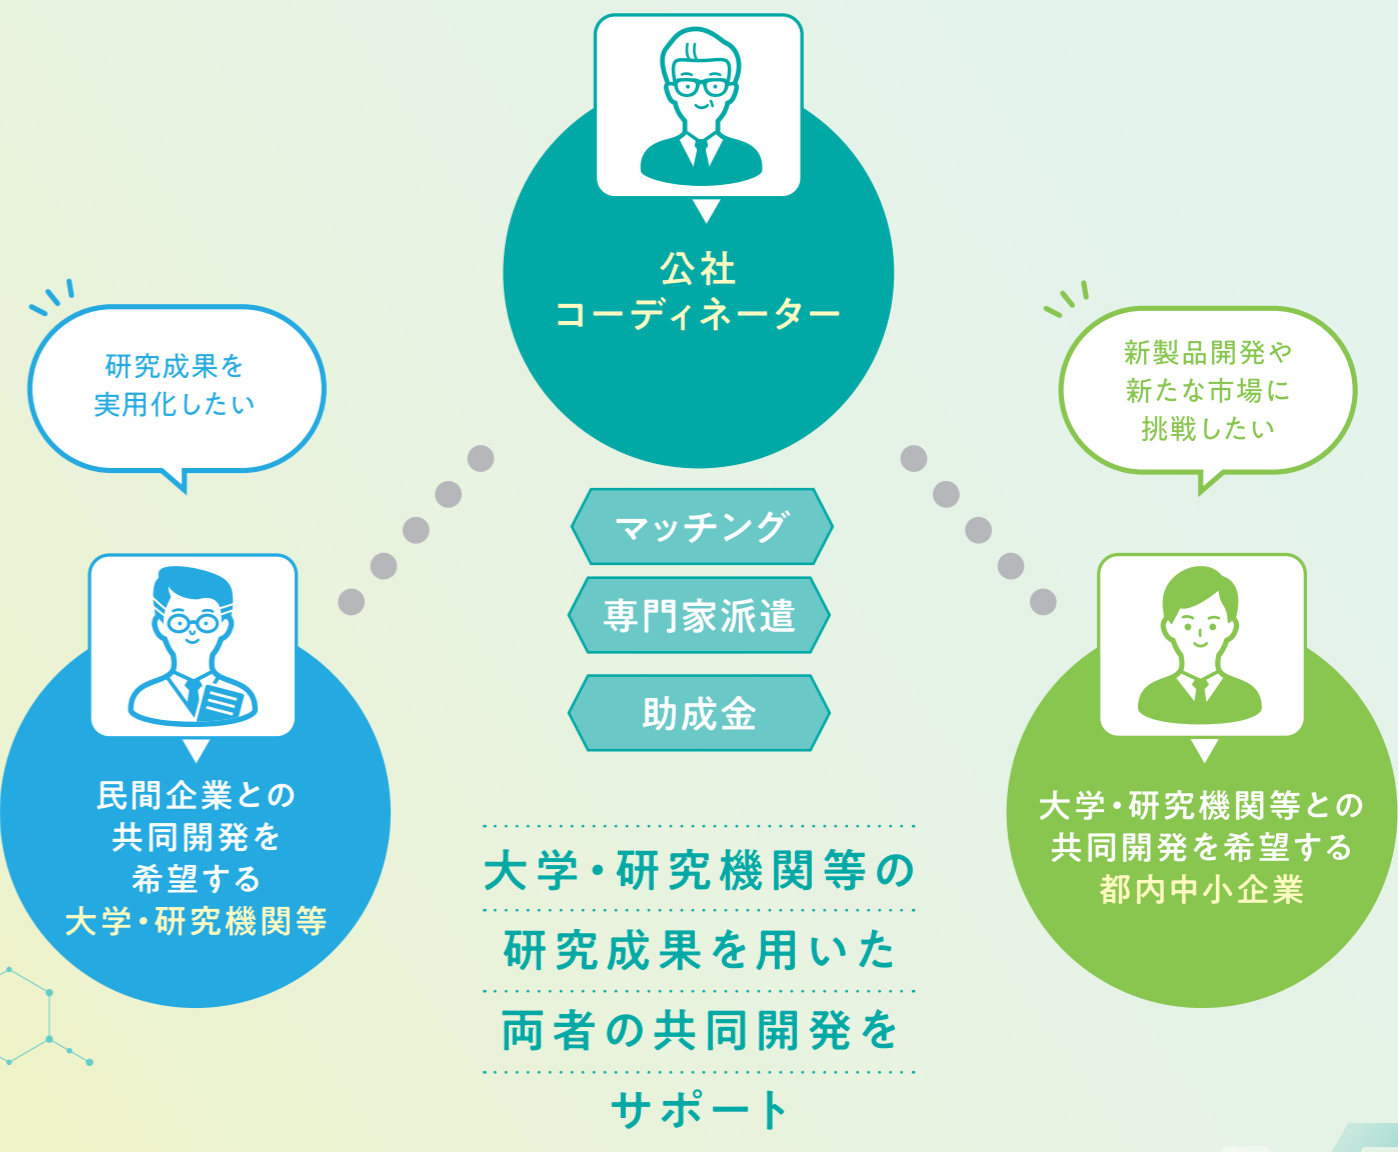 公社
コーディネーター
研究成果を
実用化したい
新製品開発や
新たな市場に
挑戦したい
マッチング
専門家派遣
助成金
民間企業との
共同開発を
希望する
大学・研究機関等
大学・研究機関等との
共同開発を希望する
都内中小企業
大学・研究機関等の
研究成果を用いた
両者の共同開発を
サポート